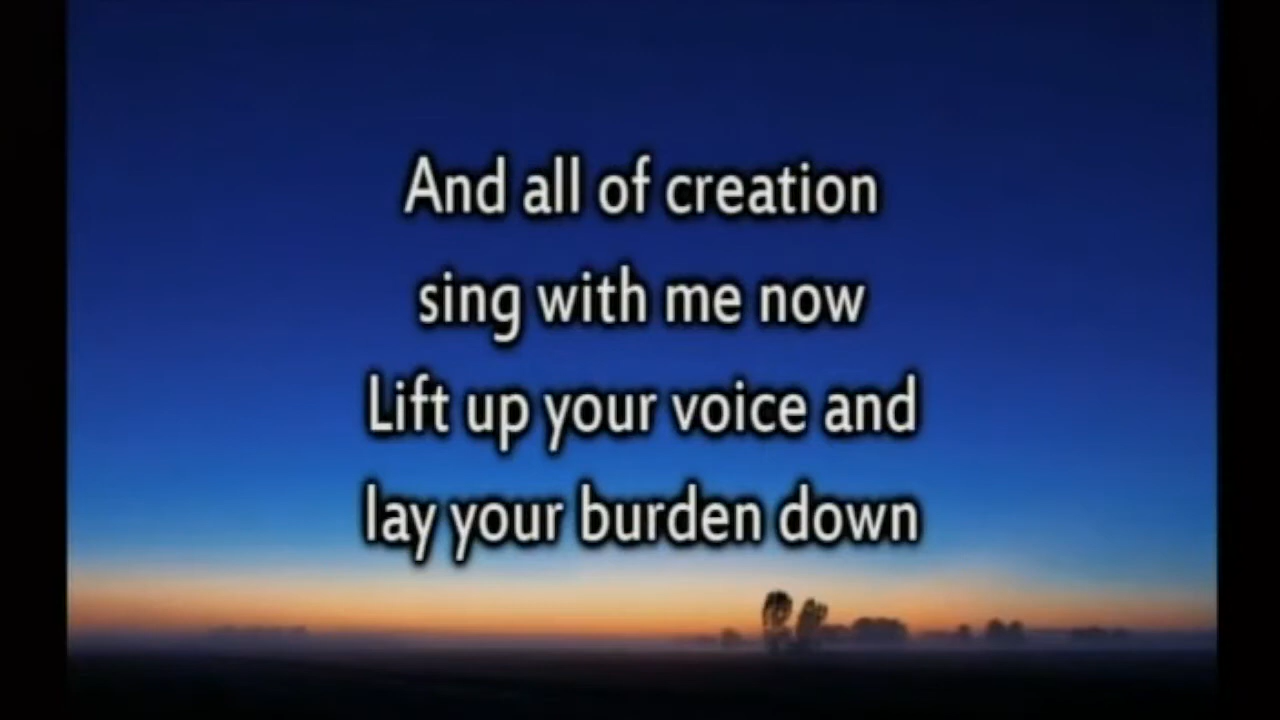 And all of creation
sing with me now
Lift up your voice and
lay your burden down